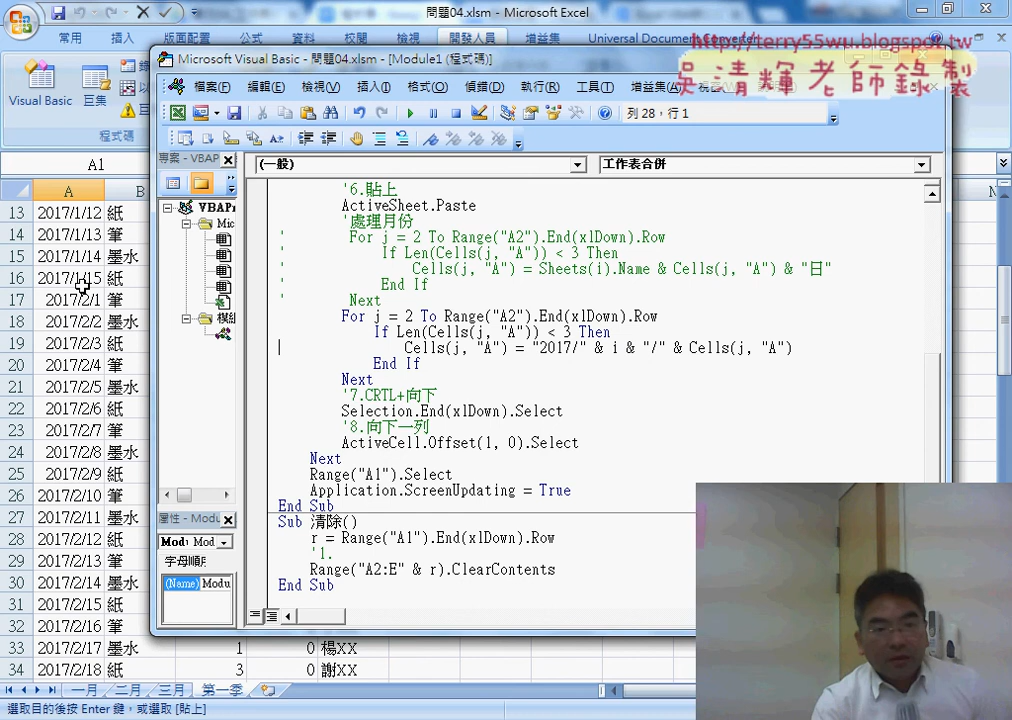 問題04.xlsm - Microsoft Excel
常用 插入 版面配置 公式 資料 校閱 檢視 開發人員 增益集 Universal Document Converter
http://terry55wu.blogspot.tw
吳清輝老師錄製
Visual Basic 巨集
程式碼
Microsoft Visual Basic - 問題04.xlsm - [Module1 (程式碼)]
檔案(F) 編輯(E) 檢視(V) 插入(I) 格式(O) 偵錯(D) 執行(R) 工具(T) 增益集(A)
列 28，行 1
A1
專案 - VBAP
(一般) 工作表合併
VBAPr
Mic
模組
屬性 - Modu
Modu Mod
字母順序
(Name) Modu
'6.貼上
ActiveSheet.Paste
'處理月份
' For j = 2 To Range("A2").End(xlDown).Row
' If Len(Cells(j, "A")) < 3 Then
' Cells(j, "A") = Sheets(i).Name & Cells(j, "A") & "日"
' End If
' Next
For j = 2 To Range("A2").End(xlDown).Row
If Len(Cells(j, "A")) < 3 Then
Cells(j, "A") = "2017/" & i & "/" & Cells(j, "A")
End If
Next
'7.CRTL+向下
Selection.End(xlDown).Select
'8.向下一列
ActiveCell.Offset(1, 0).Select
Next
Range("A1").Select
Application.ScreenUpdating = True
End Sub
Sub 清除()
r = Range("A1").End(xlDown).Row
'1.
Range("A2:E" & r).ClearContents
End Sub
A B N
13 2017/1/12 紙
14 2017/1/13 筆
15 2017/1/14 墨水
16 2017/1/15 紙
17 2017/2/1 筆
18 2017/2/2 墨水
19 2017/2/3 紙
20 2017/2/4 筆
21 2017/2/5 墨水
22 2017/2/6 紙
23 2017/2/7 筆
24 2017/2/8 墨水
25 2017/2/9 紙
26 2017/2/10 筆
27 2017/2/11 墨水
28 2017/2/12 紙
29 2017/2/13 筆
30 2017/2/14 墨水
31 2017/2/15 紙
32 2017/2/16 筆
33 2017/2/17 墨水 1 0 楊XX
34 2017/2/18 紙 3 0 謝XX
一月 二月 三月 第一季
選取目的後按 Enter 鍵，或選取 [貼上]